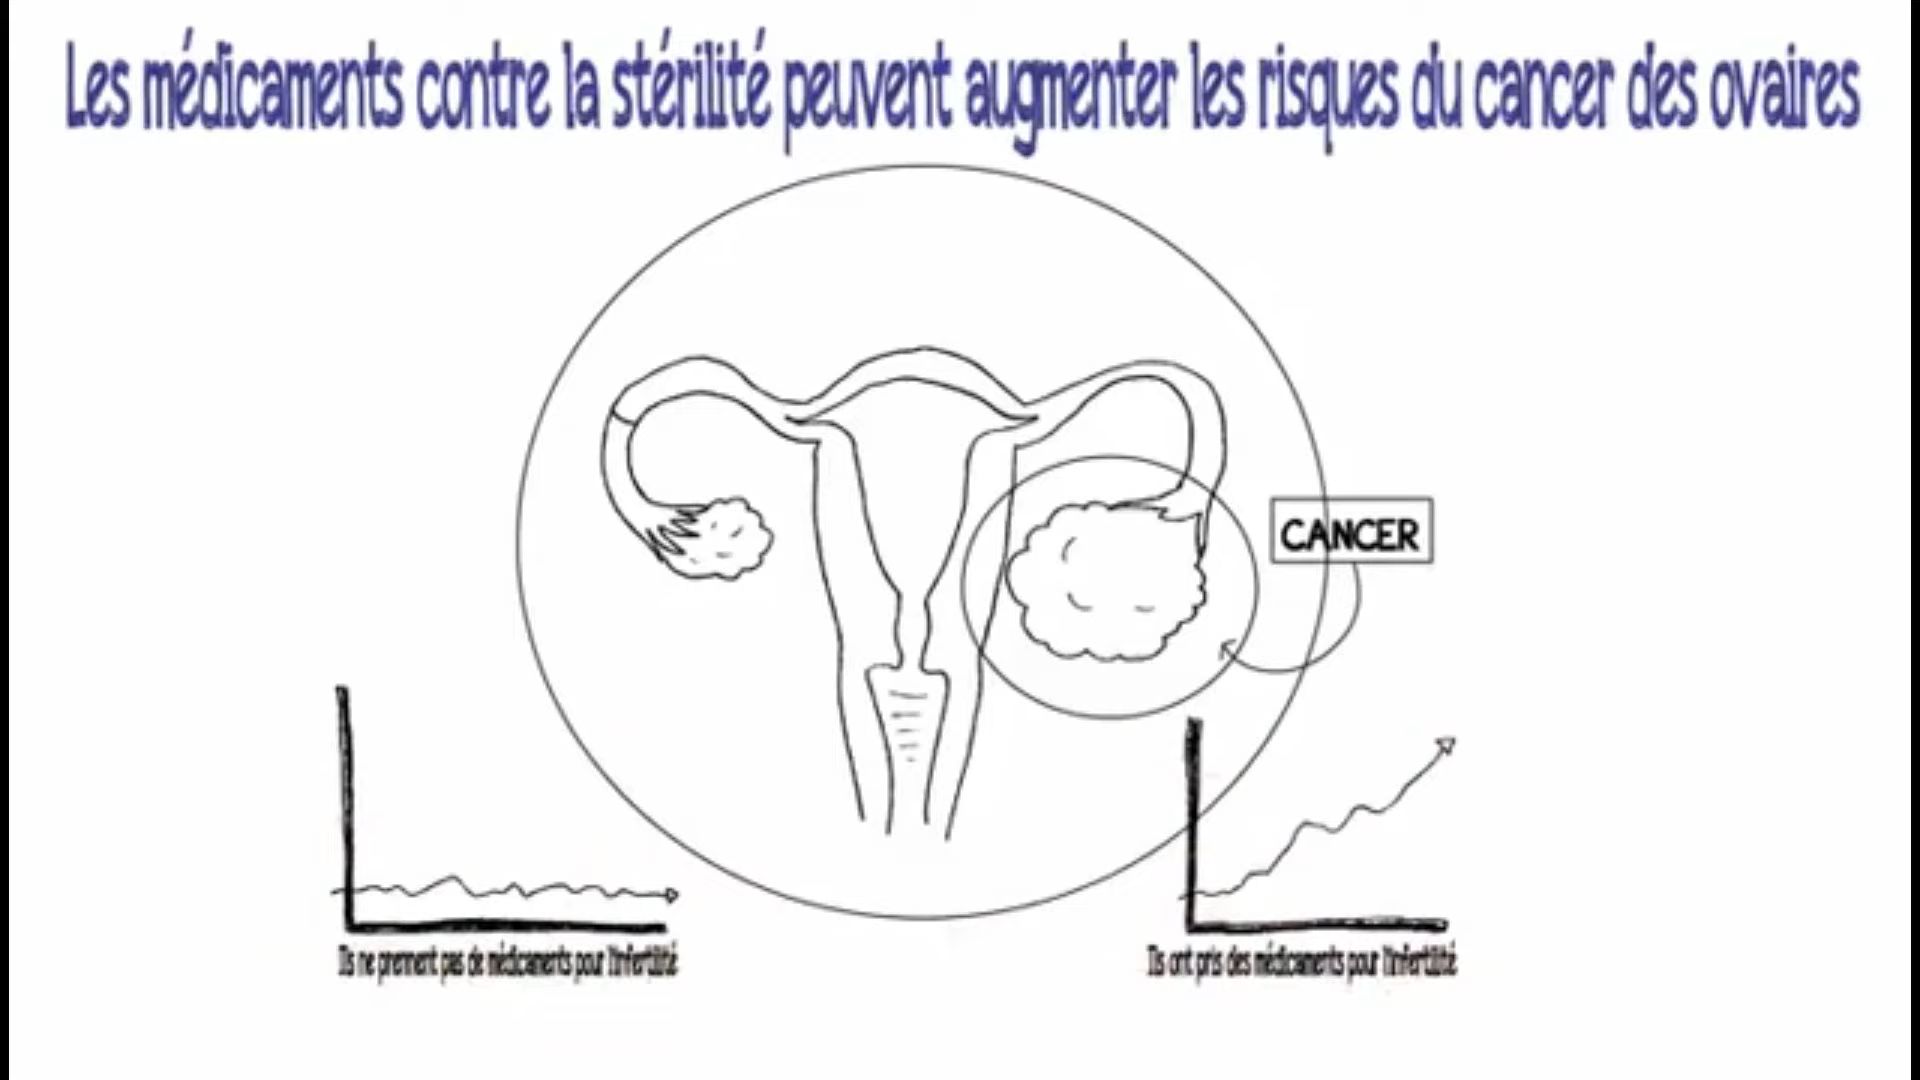 Les médicaments contre la stérilité peuvent augmenter les risques du cancer des ovaires
CANCER
Ils ne prennent pas de médicaments pour l'infertilité
Ils ont pris des médicaments pour l'infertilité